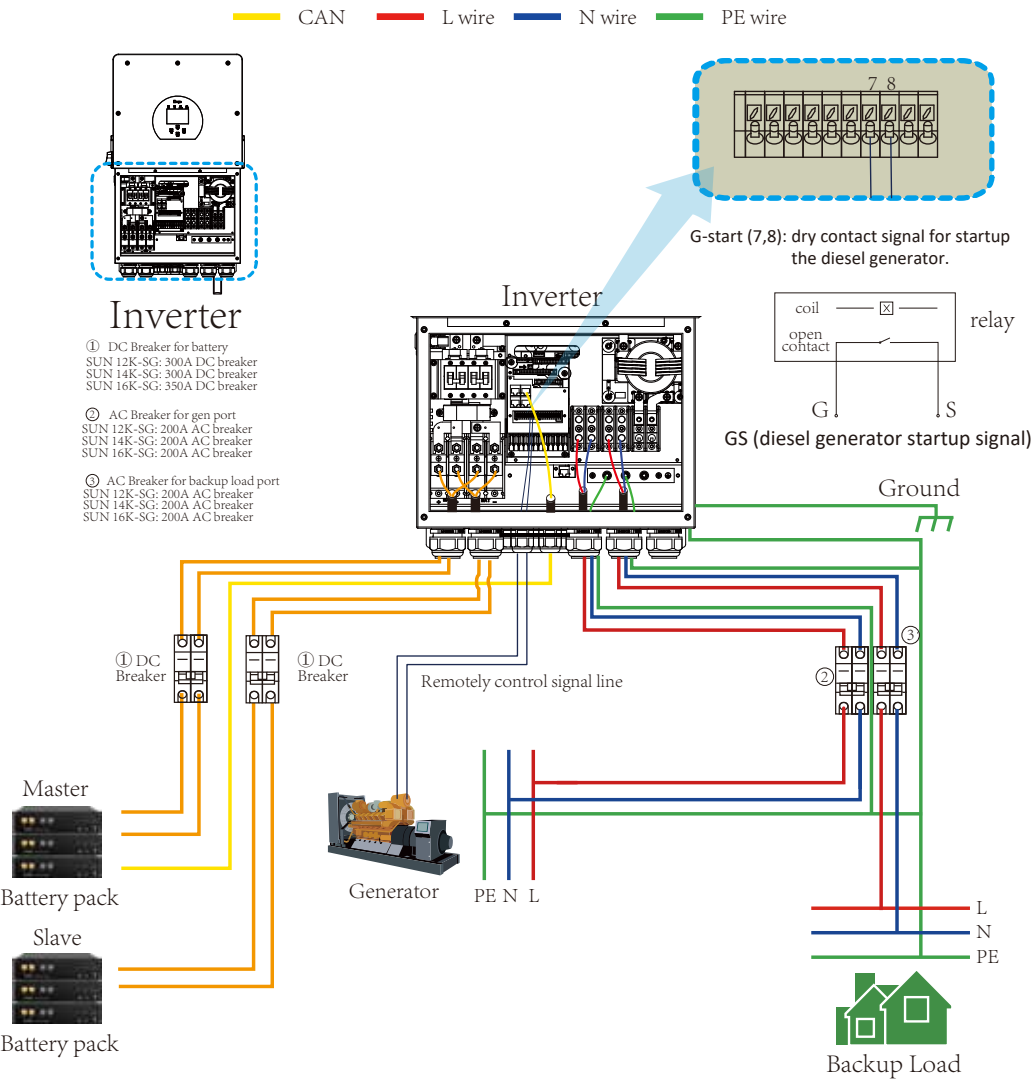 CAN
L wire
N wire
PE wire
7 8
G-start (7,8): dry contact signal for startup
the diesel generator.
coil
x
open
contact
relay
G
S
GS (diesel generator startup signal)
Inverter
① DC Breaker for battery
SUN 12K-SG: 300A DC breaker
SUN 14K-SG: 300A DC breaker
SUN 16K-SG: 350A DC breaker
② AC Breaker for gen port
SUN 12K-SG: 200A AC breaker
SUN 14K-SG: 200A AC breaker
SUN 16K-SG: 200A AC breaker
③ AC Breaker for backup load port
SUN 12K-SG: 200A AC breaker
SUN 14K-SG: 200A AC breaker
SUN 16K-SG: 200A AC breaker
Inverter
Ground
① DC
Breaker
① DC
Breaker
Remotely control signal line
②
③
Master
Battery pack
Slave
Battery pack
Generator
PE N L
L
N
PE
Backup Load